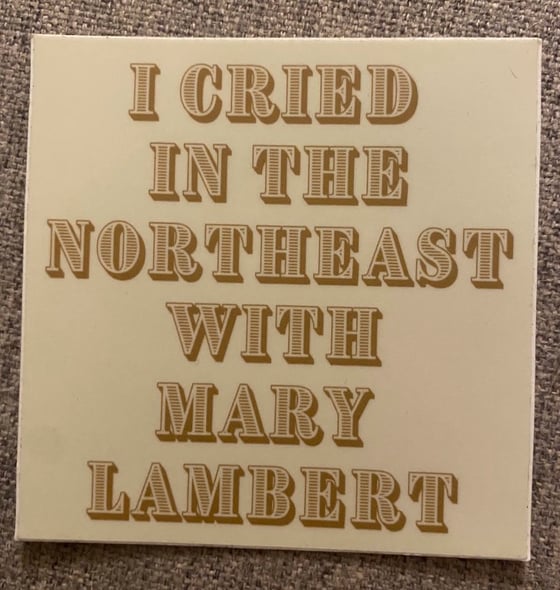 I CRIED
IN THE
NORTHEAST
WITH
MARY
LAMBERT